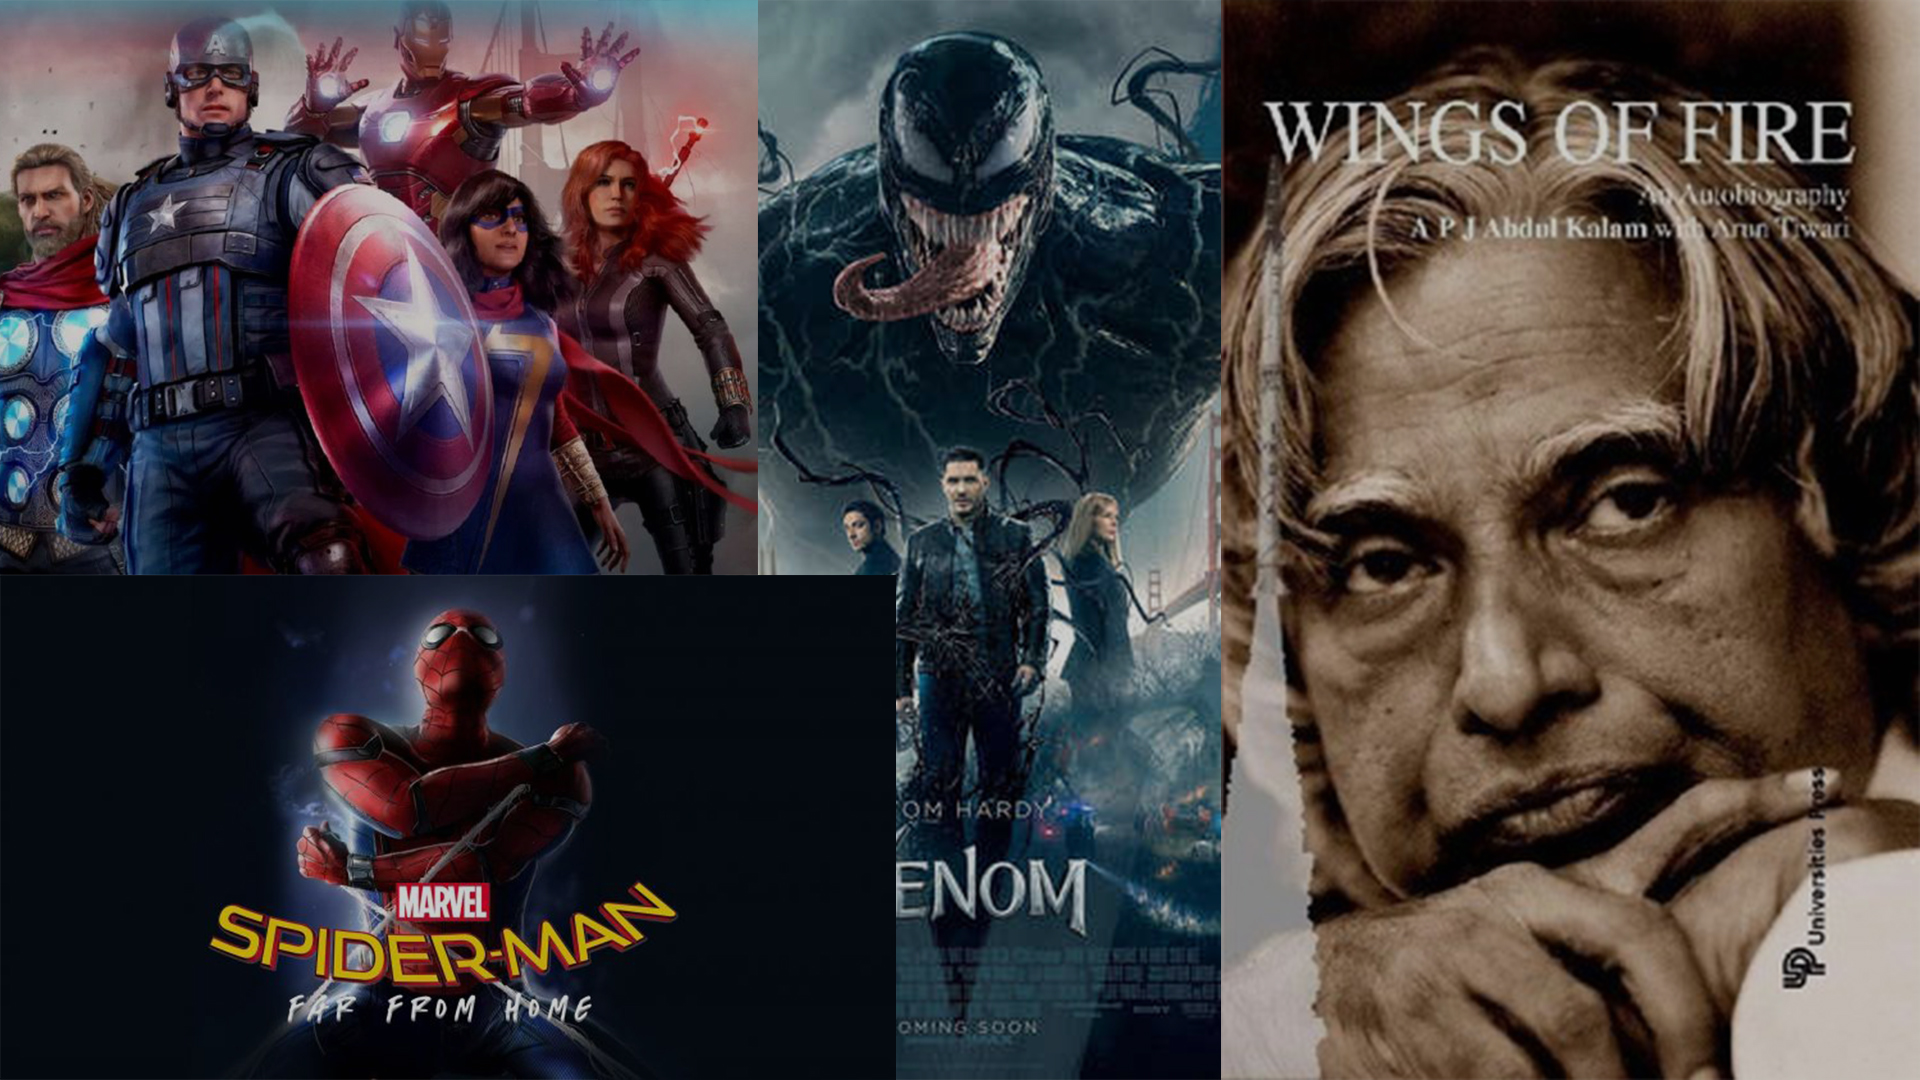 A
WINGS OF FIRE
An Autobiography
A P J Abdul Kalam with Arun Tiwari
OM HARDY
ENOM
OMING SOON
MARVEL
SPIDER-MAN
FAR FROM HOME
Universities Press